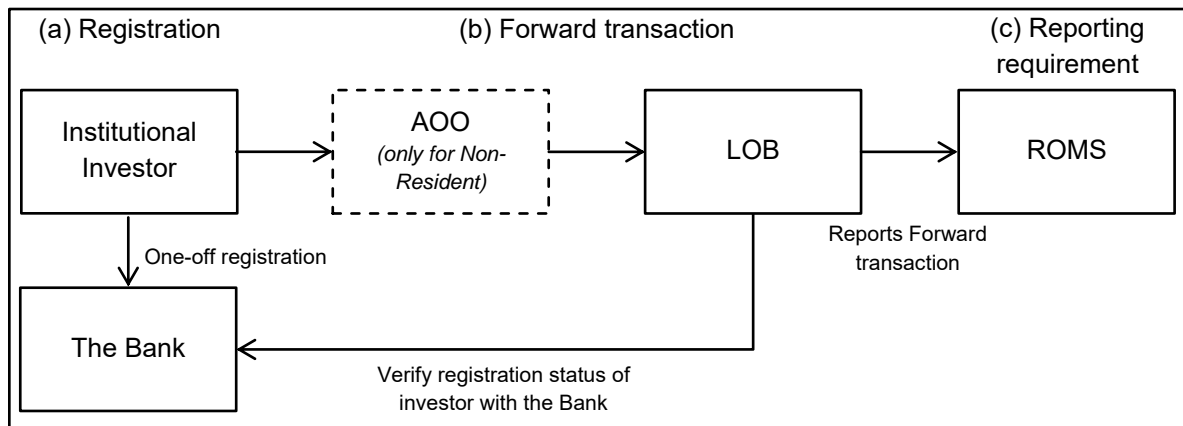 (a) Registration
(b) Forward transaction
(c) Reporting
requirement
Institutional
Investor
AOO
(only for Non-
Resident)
LOB
ROMS
One-off registration
Reports Forward
transaction
The Bank
Verify registration status of
investor with the Bank